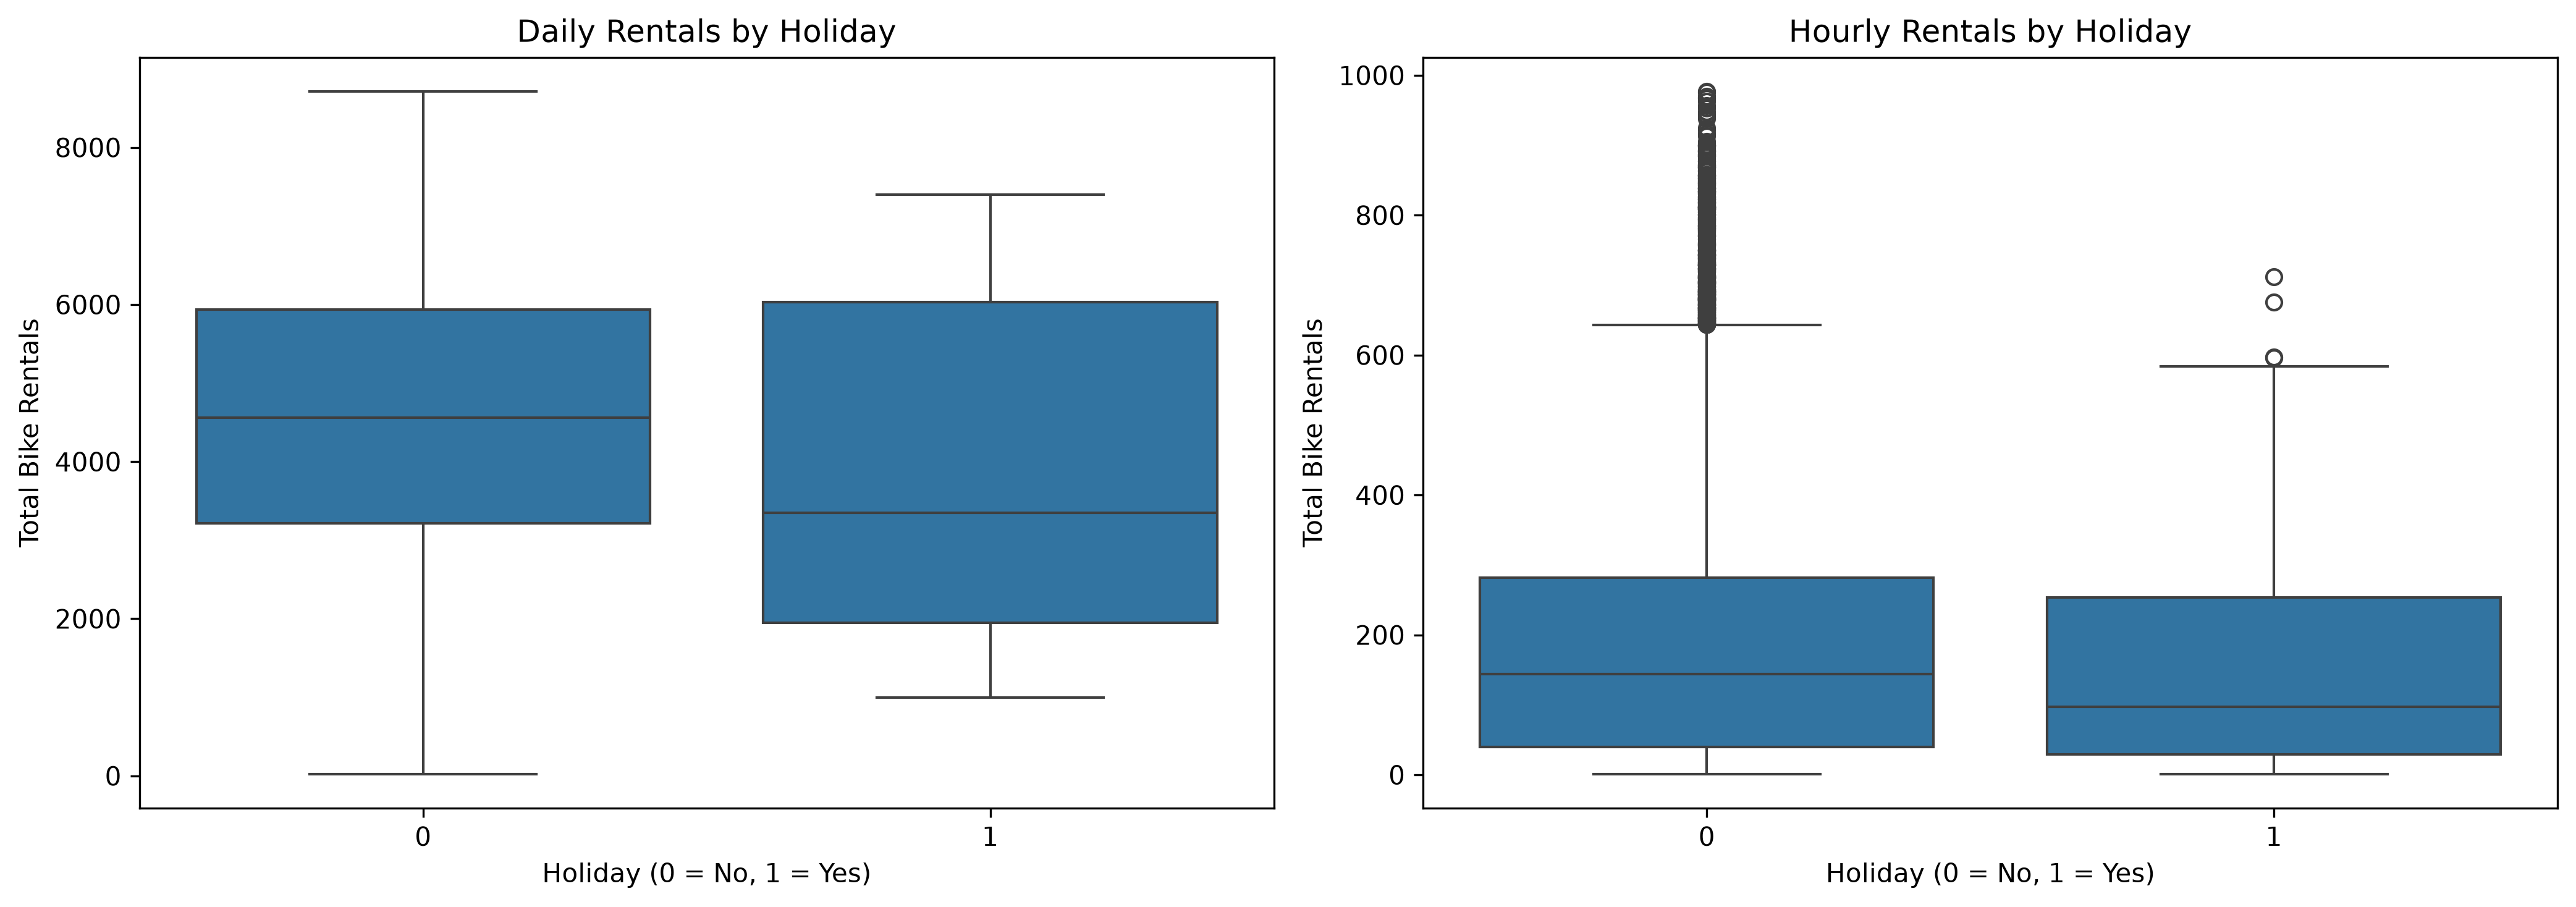 Daily Rentals by Holiday
Total Bike Rentals
8000
6000
4000
2000
0
0 1
Holiday (0 = No, 1 = Yes)
Hourly Rentals by Holiday
Total Bike Rentals
1000
800
600
400
200
0
0 1
Holiday (0 = No, 1 = Yes)